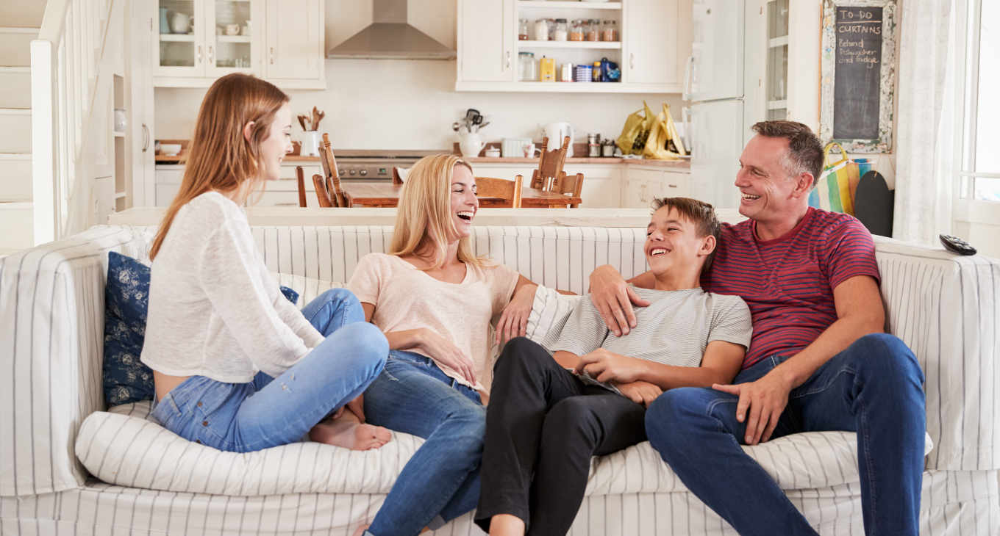 TO-DO
CURTAINS
Behind
Dishwasher
and fridge